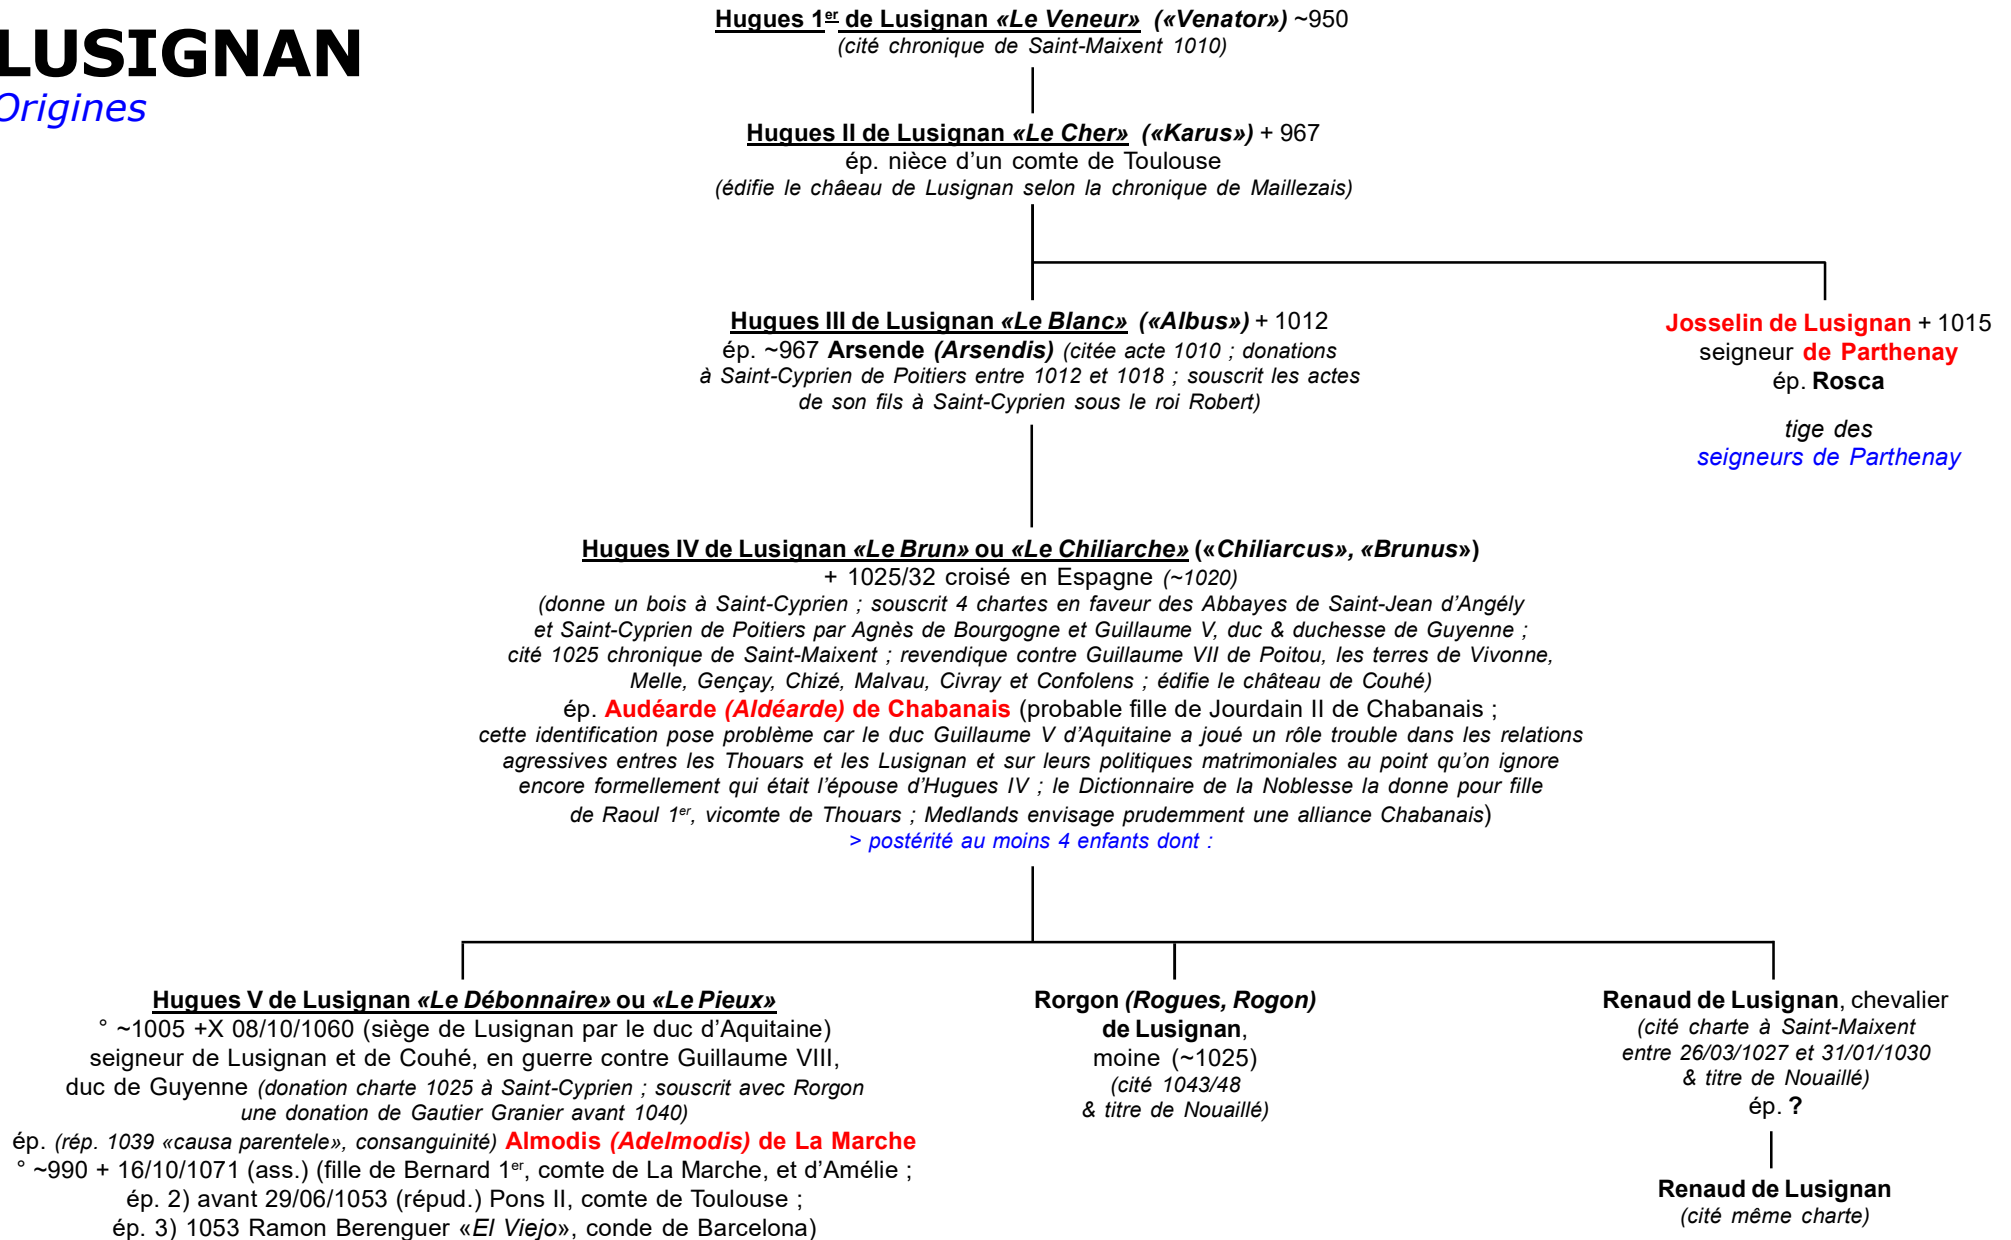 LUSIGNAN
Origines
Hugues 1er de Lusignan «Le Veneur» («Venator») ~950
(cité chronique de Saint-Maixent 1010)
Hugues II de Lusignan «Le Cher» («Karus») + 967
ép. nièce d'un comte de Toulouse
(édifie le châeau de Lusignan selon la chronique de Maillezais)
Hugues III de Lusignan «Le Blanc» («Albus») + 1012
ép. ~967 Arsende (Arsendis) (citée acte 1010 ; donations
à Saint-Cyprien de Poitiers entre 1012 et 1018 ; souscrit les actes
de son fils à Saint-Cyprien sous le roi Robert)
Josselin de Lusignan + 1015
seigneur de Parthenay
ép. Rosca
tige des
seigneurs de Parthenay
Hugues IV de Lusignan «Le Brun» ou «Le Chiliarche» («Chiliarcus», «Brunus»)
+ 1025/32 croisé en Espagne (~1020)
(donne un bois à Saint-Cyprien ; souscrit 4 chartes en faveur des Abbayes de Saint-Jean d'Angély
et Saint-Cyprien de Poitiers par Agnès de Bourgogne et Guillaume V, duc & duchesse de Guyenne ;
cité 1025 chronique de Saint-Maixent ; revendique contre Guillaume VII de Poitou, les terres de Vivonne,
Melle, Gençay, Chizé, Malvau, Civray et Confolens ; édifie le château de Couhé)
ép. Audéarde (Aldéarde) de Chabanais (probable fille de Jourdain II de Chabanais ;
cette identification pose problème car le duc Guillaume V d'Aquitaine a joué un rôle trouble dans les relations
agressives entres les Thouars et les Lusignan et sur leurs politiques matrimoniales au point qu'on ignore
encore formellement qui était l'épouse d'Hugues IV ; le Dictionnaire de la Noblesse la donne pour fille
de Raoul 1er, vicomte de Thouars ; Medlands envisage prudemment une alliance Chabanais)
> postérité au moins 4 enfants dont :
Hugues V de Lusignan «Le Débonnaire» ou «Le Pieux»
° ~1005 +X 08/10/1060 (siège de Lusignan par le duc d'Aquitaine)
seigneur de Lusignan et de Couhé, en guerre contre Guillaume VIII,
duc de Guyenne (donation charte 1025 à Saint-Cyprien ; souscrit avec Rorgon
une donation de Gautier Granier avant 1040)
ép. (rép. 1039 «causa parentele», consanguinité) Almodis (Adelmodis) de La Marche
° ~990 + 16/10/1071 (ass.) (fille de Bernard 1er, comte de La Marche, et d'Amélie ;
ép. 2) avant 29/06/1053 (répud.) Pons II, comte de Toulouse ;
ép. 3) 1053 Ramon Berenguer «El Viejo», conde de Barcelona)
Rorgon (Rogues, Rogon)
de Lusignan,
moine (~1025)
(cité 1043/48
& titre de Nouaillé)
Renaud de Lusignan, chevalier
(cité charte à Saint-Maixent
entre 26/03/1027 et 31/01/1030
& titre de Nouaillé)
ép. ?
Renaud de Lusignan
(cité même charte)